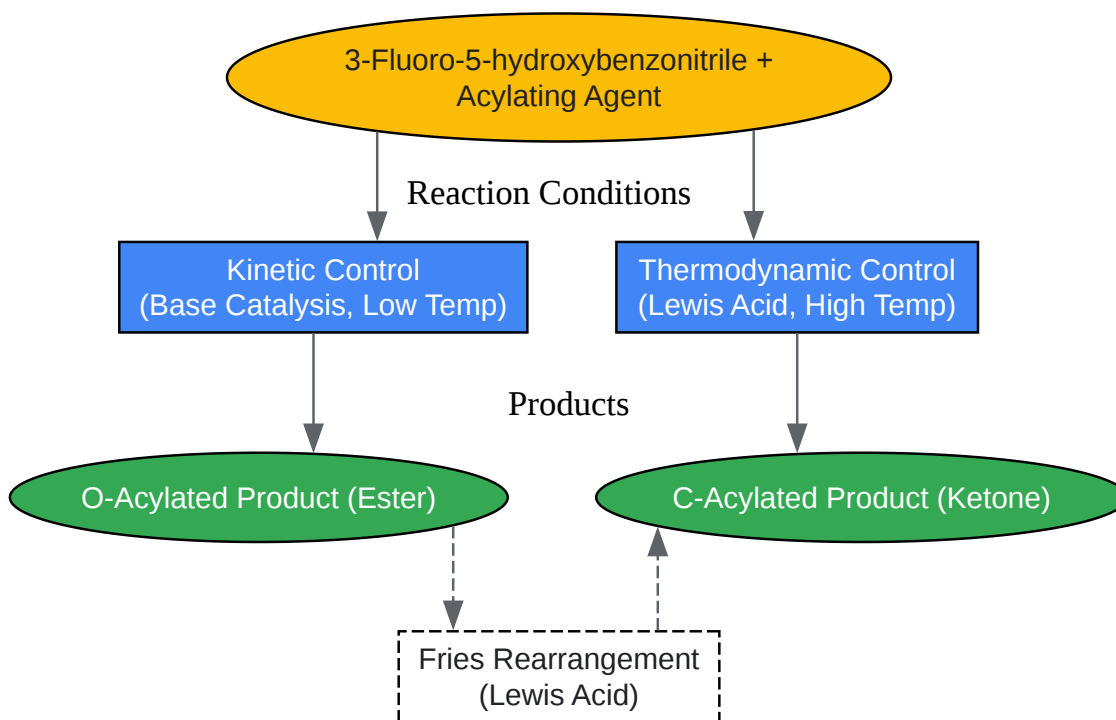 3-Fluoro-5-hydroxybenzonitrile +
Acylating Agent
Reaction Conditions
Kinetic Control
(Base Catalysis, Low Temp)
Thermodynamic Control
(Lewis Acid, High Temp)
Products
O-Acylated Product (Ester)
C-Acylated Product (Ketone)
Fries Rearrangement
(Lewis Acid)